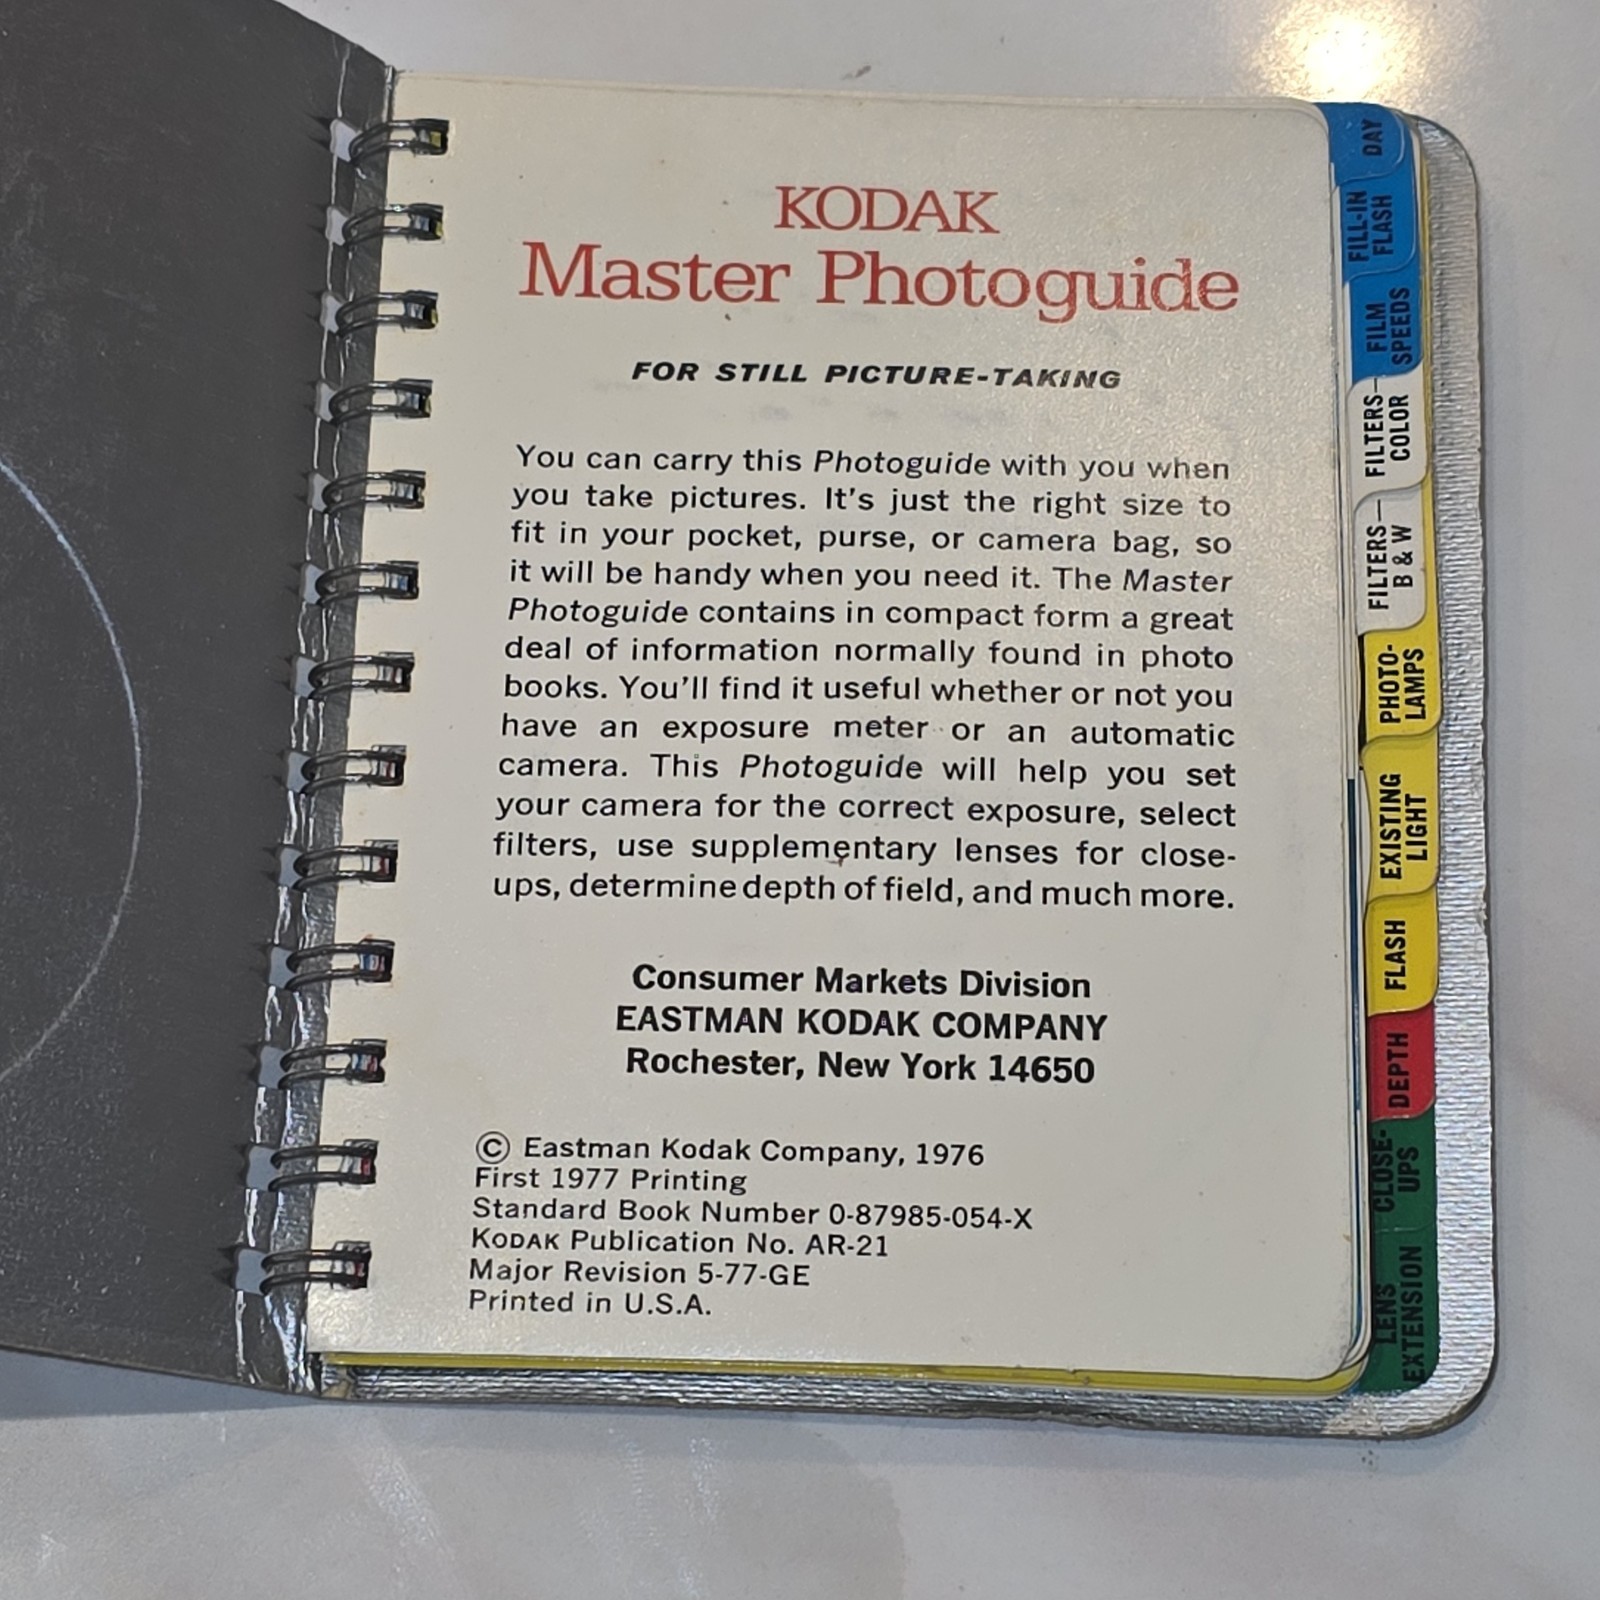 KODAK
Master Photoguide
FOR STILL PICTURE-TAKING
You can carry this Photoguide with you when
you take pictures. It's just the right size to
fit in your pocket, purse, or camera bag, so
it will be handy when you need it. The Master
Photoguide contains in compact form a great
deal of information normally found in photo
books. You'll find it useful whether or not you
have an exposure meter or an automatic
camera. This Photoguide will help you set
your camera for the correct exposure, select
filters, use supplementary lenses for close-
ups, determine depth of field, and much more.
Consumer Markets Division
EASTMAN KODAK COMPANY
Rochester, New York 14650
© Eastman Kodak Company, 1976
First 1977 Printing
Standard Book Number 0-87985-054-X
KODAK Publication No. AR-21
Major Revision 5-77-GE
Printed in U.S.A.
DAY
FILL-IN
FLASH
FILM
SPEEDS
FILTERS—
COLOR
FILTERS—
B & W
PHOTO-
LAMPS
EXISTING
LIGHT
FLASH
DEPTH
CLOSE-
UPS
LENS
EXTENSION